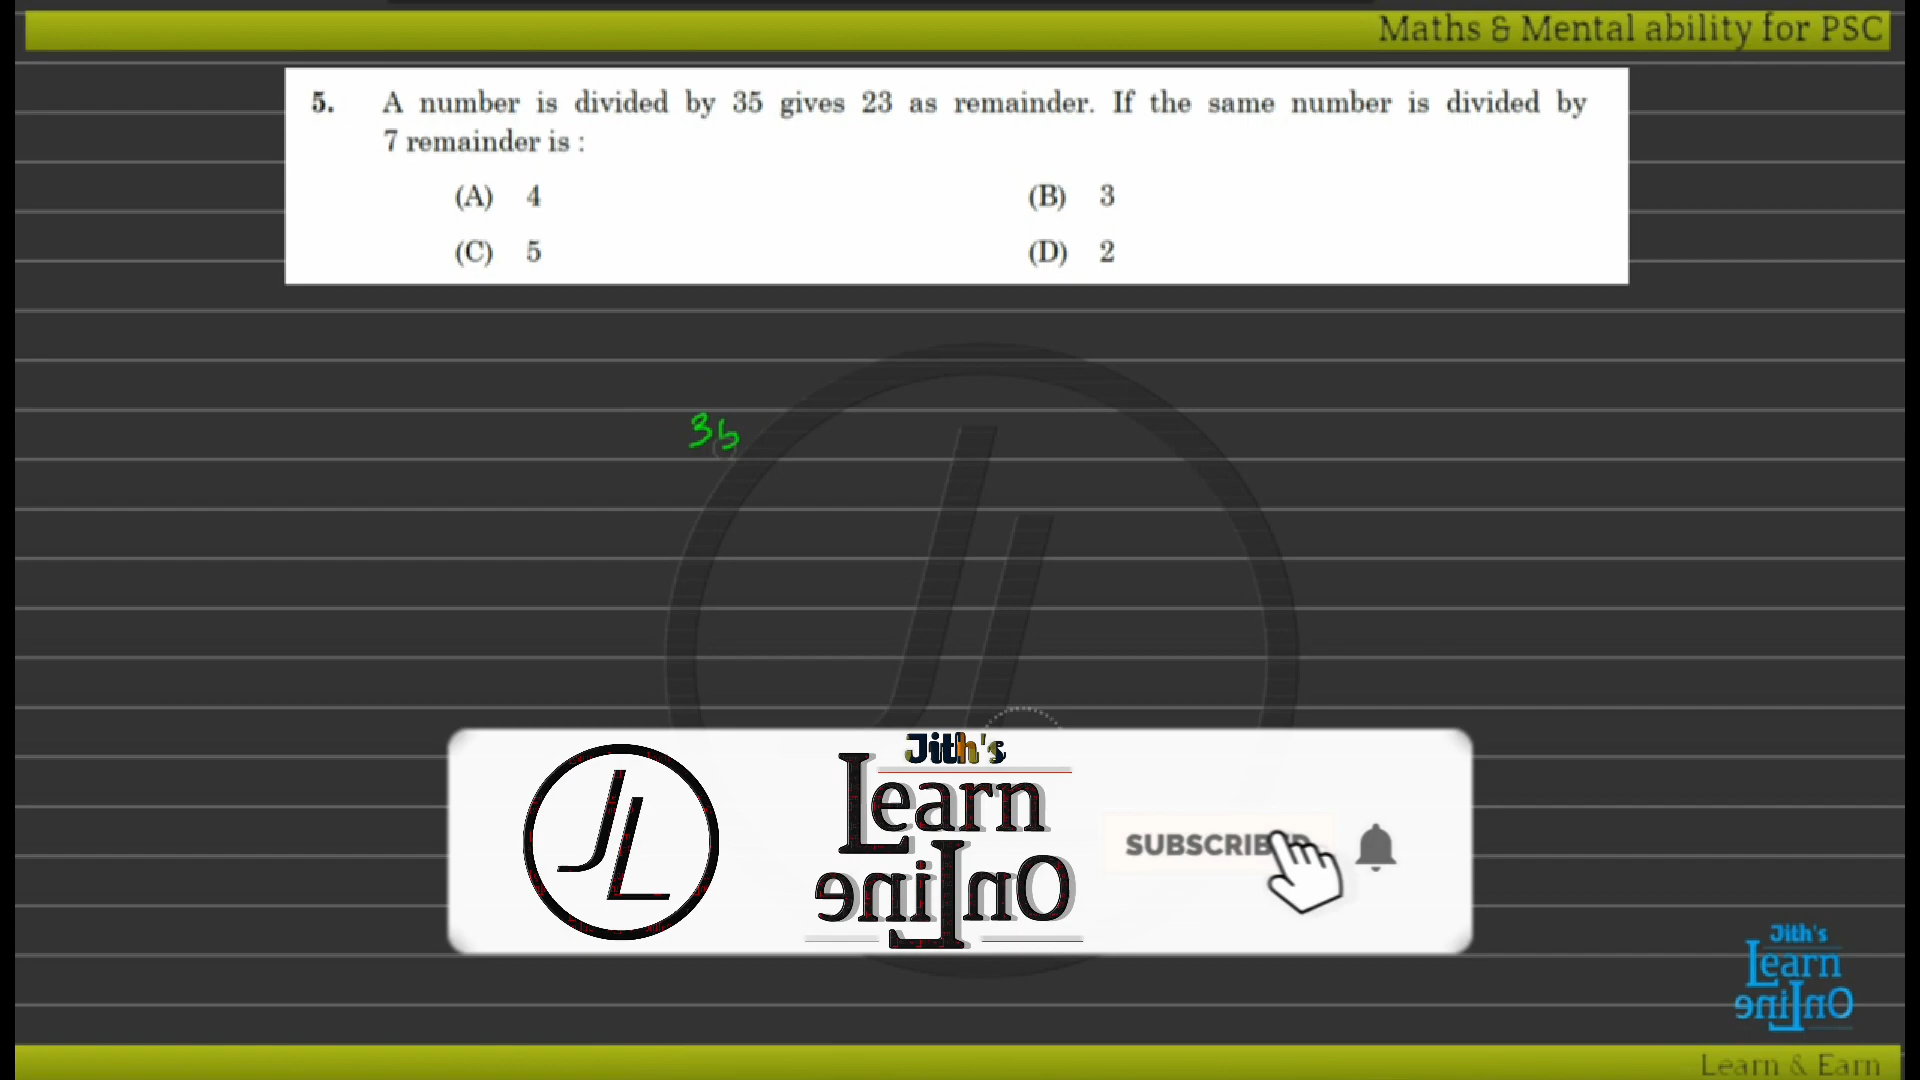 Maths & Mental ability for PSC
5. A number is divided by 35 gives 23 as remainder. If the same number is divided by
7 remainder is :
(A) 4 (B) 3
(C) 5 (D) 2
35
JL
Jith's
Learn
OnLine
Jith's
Learn
OnLine
Learn & Earn